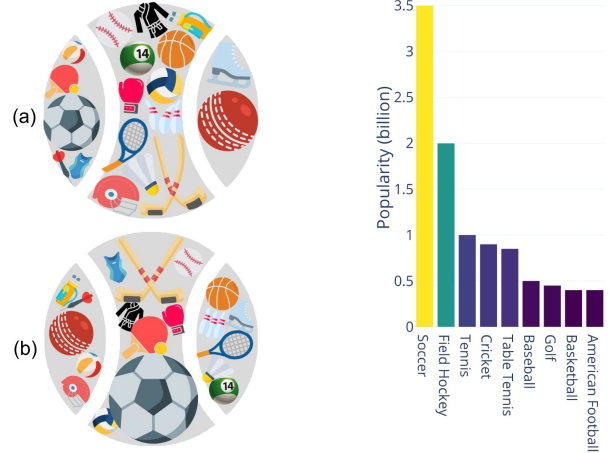 (a)
14
(b)
14
Popularity (billion)
3.5
3
2.5
2
1.5
1
0.5
0
Soccer
Field Hockey
Tennis
Cricket
Table Tennis
Baseball
Golf
Basketball
American Football